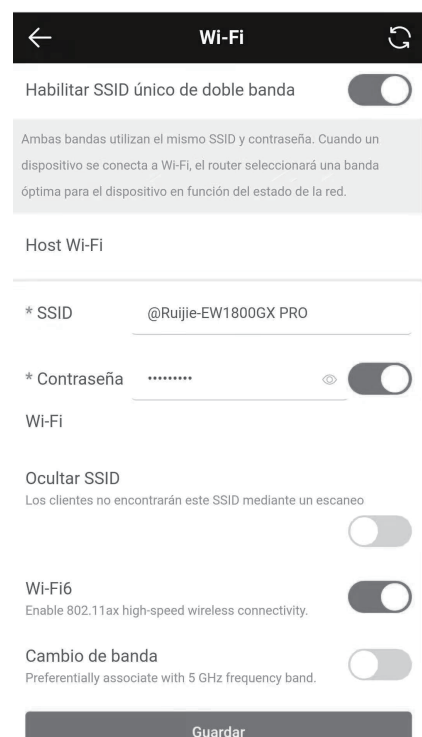 Wi-Fi
Habilitar SSID único de doble banda
Ambas bandas utilizan el mismo SSID y contraseña. Cuando un
dispositivo se conecta a Wi-Fi, el router seleccionará una banda
óptima para el dispositivo en función del estado de la red.
Host Wi-Fi
* SSID @Ruijie-EW1800GX PRO
* Contraseña •••••••••
Wi-Fi
Ocultar SSID
Los clientes no encontrarán este SSID mediante un escaneo
Wi-Fi6
Enable 802.11ax high-speed wireless connectivity.
Cambio de banda
Preferentially associate with 5 GHz frequency band.
Guardar